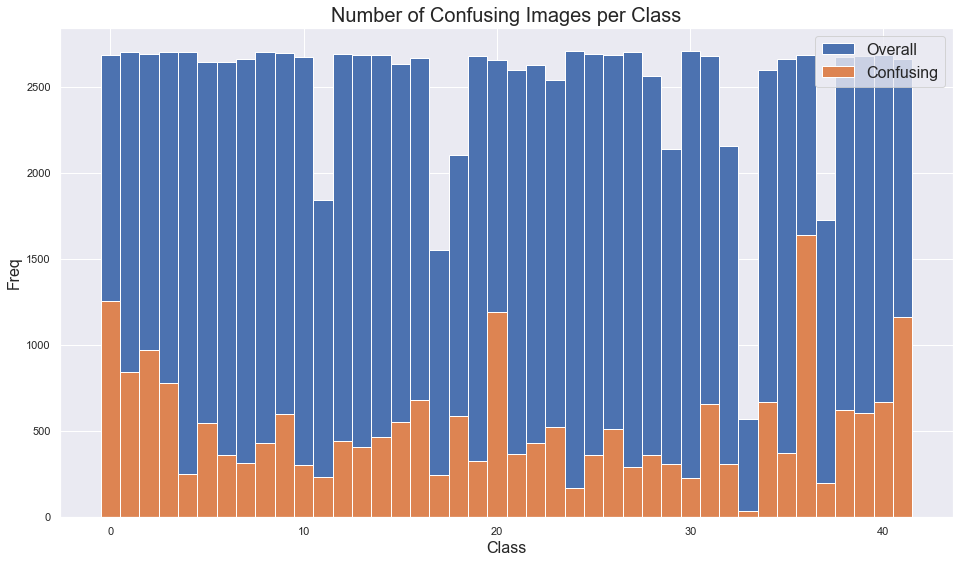 Number of Confusing Images per Class
Overall
Confusing
Freq
2500
2000
1500
1000
500
0
0 10 20 30 40
Class